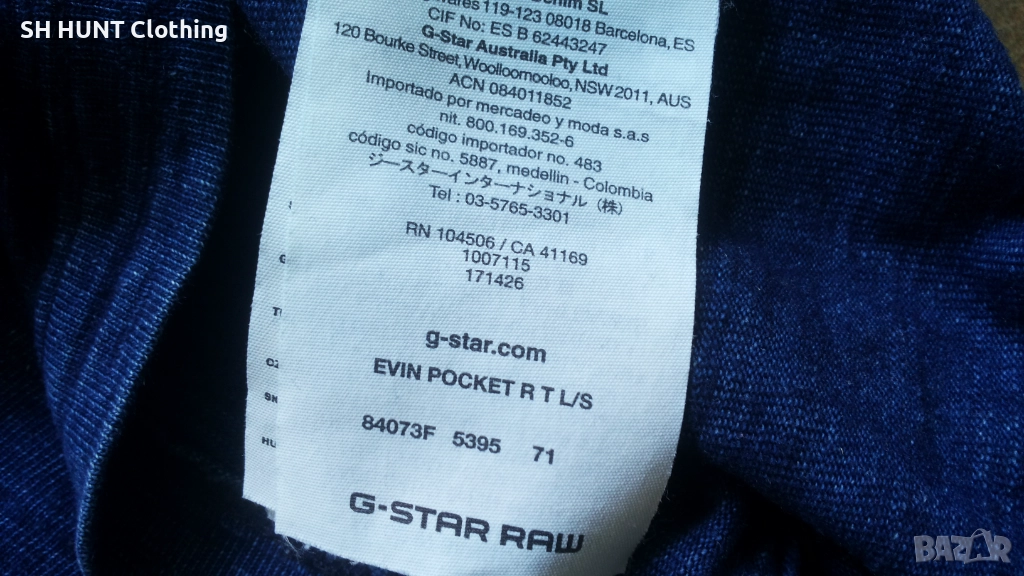 SH HUNT Clothing
Denim SL
119-123 08018 Barcelona, ES
CIF No: ES B 62443247
G-Star Australia Pty Ltd
120 Bourke Street, Woolloomooloo, NSW 2011, AUS
ACN 084011852
Importado por mercadeo y moda s.a.s
nit. 800.169.352-6
código importador no. 483
código sic no. 5887, medellin - Colombia
ジースターインターナショナル（株）
Tel : 03-5765-3301
RN 104506 / CA 41169
1007115
171426
g-star.com
EVIN POCKET R T L/S
84073F 5395 71
G-STAR RAW
BAZAR